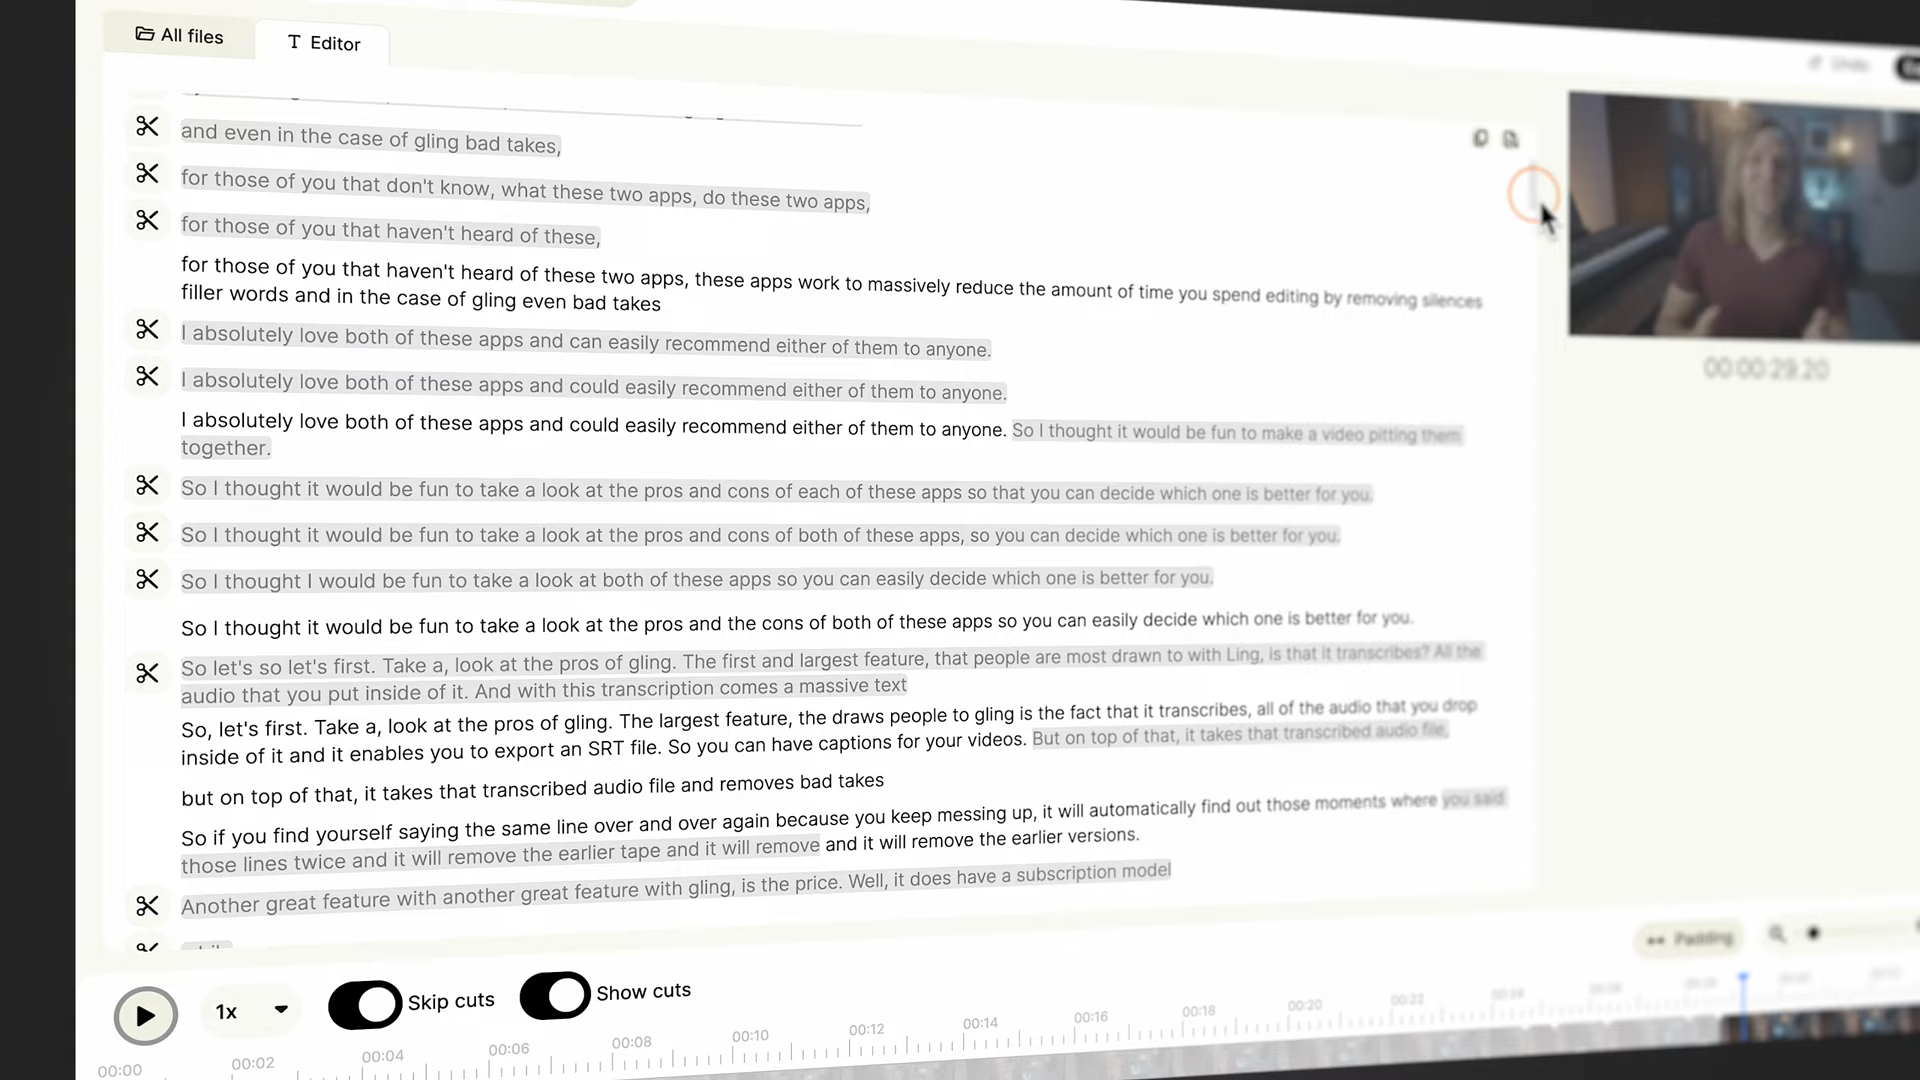 All files
Editor
Undo
and even in the case of gling bad takes,
for those of you that don't know, what these two apps, do these two apps,
for those of you that haven't heard of these,
for those of you that haven't heard of these two apps, these apps work to massively reduce the amount of time you spend editing by removing silences
filler words and in the case of gling even bad takes
I absolutely love both of these apps and can easily recommend either of them to anyone.
I absolutely love both of these apps and could easily recommend either of them to anyone.
I absolutely love both of these apps and could easily recommend either of them to anyone. So I thought it would be fun to make a video pitting them
together.
So I thought it would be fun to take a look at the pros and cons of each of these apps so that you can decide which one is better for you.
So I thought it would be fun to take a look at the pros and cons of both of these apps, so you can decide which one is better for you.
So I thought I would be fun to take a look at both of these apps so you can easily decide which one is better for you.
So I thought it would be fun to take a look at the pros and the cons of both of these apps so you can easily decide which one is better for you.
So let's so let's first. Take a, look at the pros of gling. The first and largest feature, that people are most drawn to with Ling, is that it transcribes? All the
audio that you put inside of it. And with this transcription comes a massive text
So, let's first. Take a, look at the pros of gling. The largest feature, the draws people to gling is the fact that it transcribes, all of the audio that you drop
inside of it and it enables you to export an SRT file. So you can have captions for your videos. But on top of that, it takes that transcribed audio file,
but on top of that, it takes that transcribed audio file and removes bad takes
So if you find yourself saying the same line over and over again because you keep messing up, it will automatically find out those moments where you said
those lines twice and it will remove the earlier tape and it will remove and it will remove the earlier versions.
Another great feature with another great feature with gling, is the price. Well, it does have a subscription model
00:00:29.20
Padding
1x
Skip cuts
Show cuts
00:00
00:02
00:04
00:06
00:08
00:10
00:12
00:14
00:16
00:18
00:20
00:22
00:24